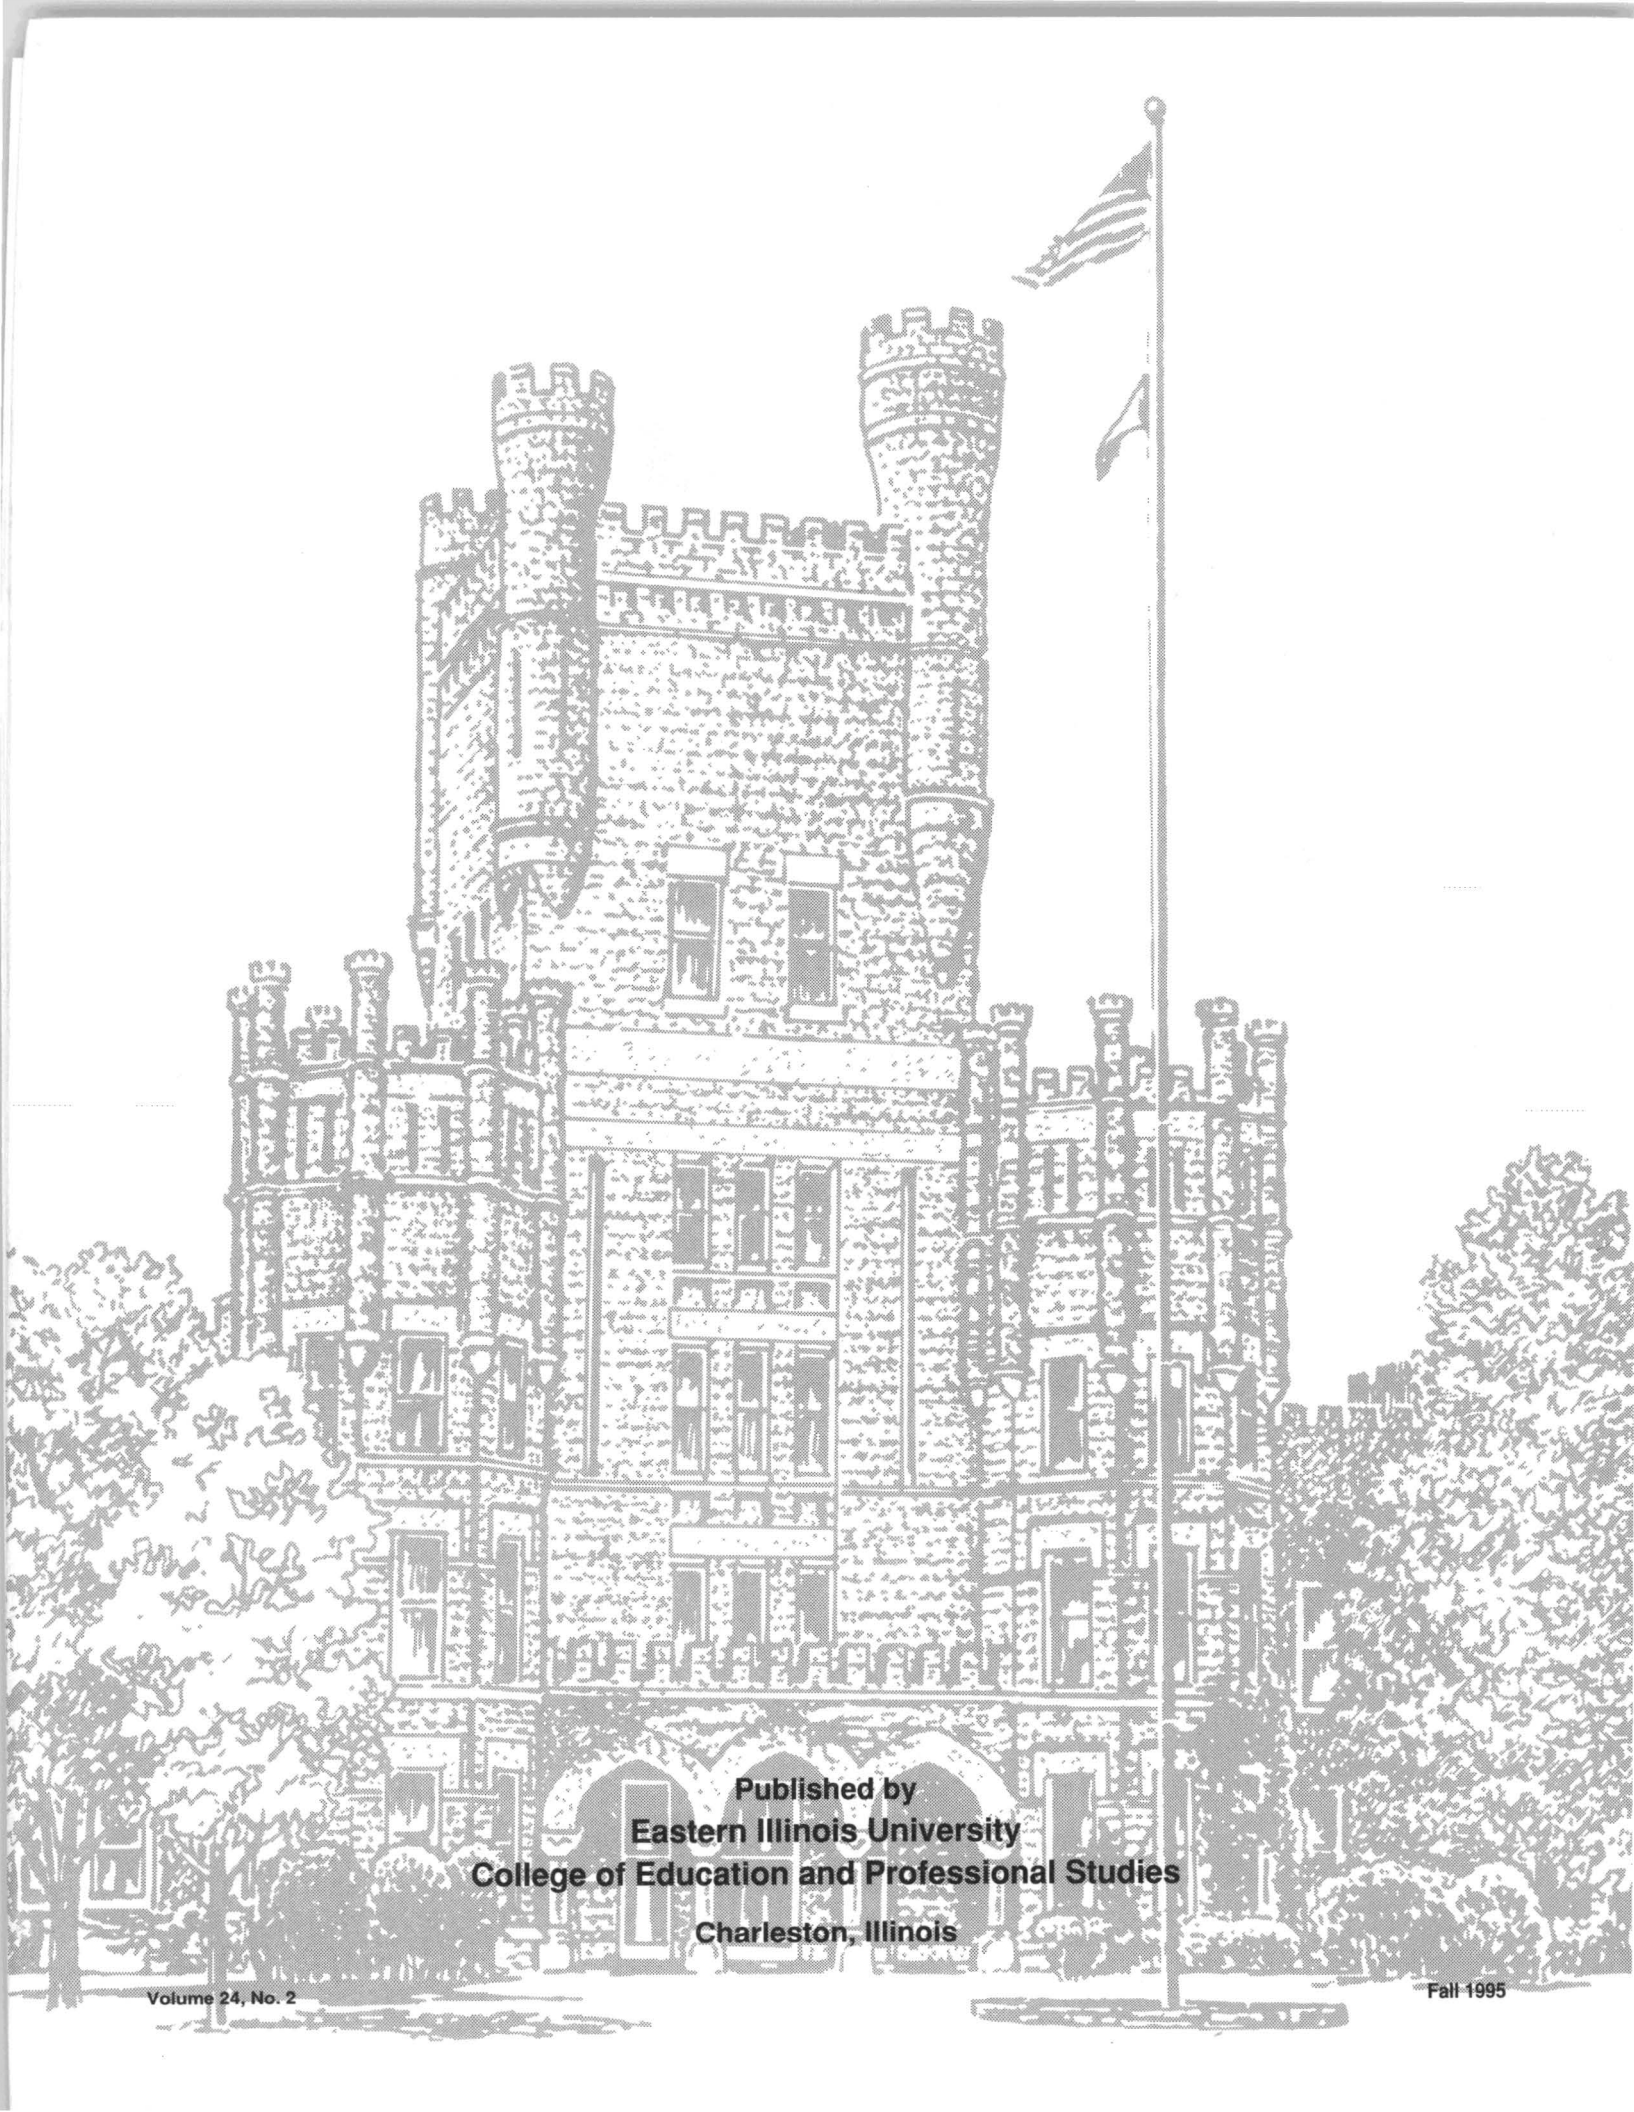 Published by
Eastern Illinois University
College of Education and Professional Studies
Charleston, Illinois
Volume 24, No. 2
Fall 1995